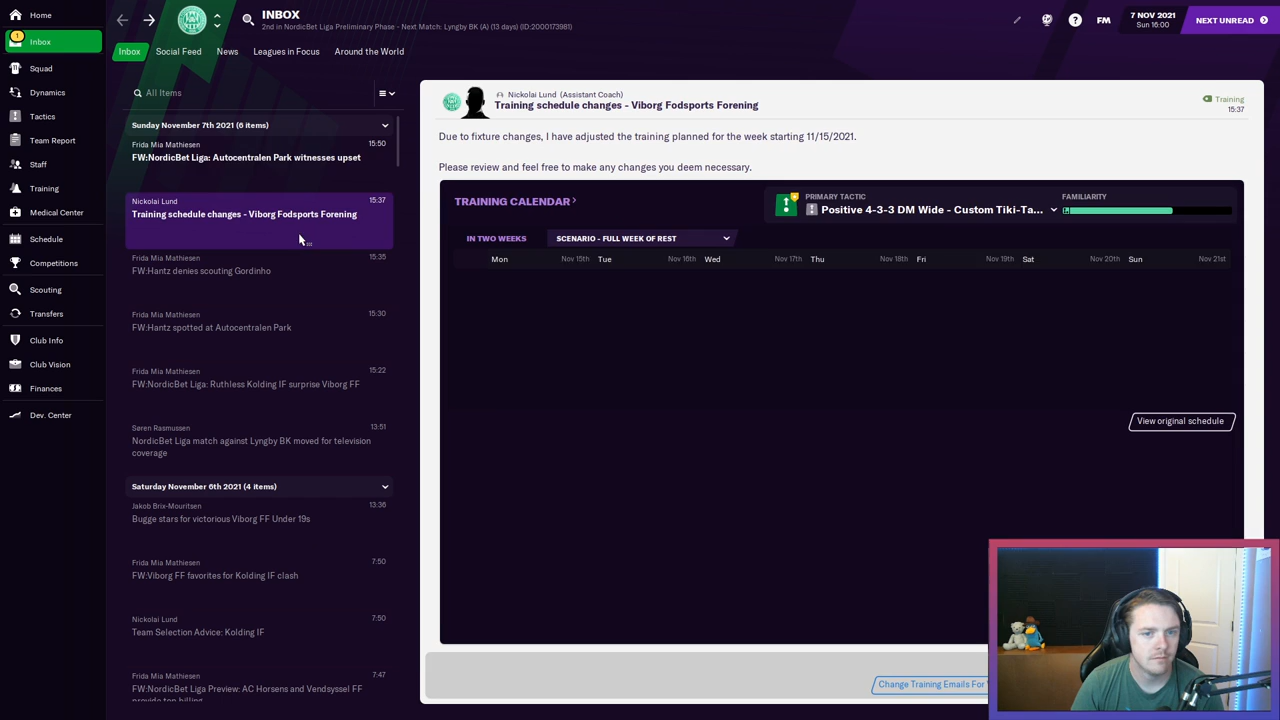 Home
Inbox
1
Squad
Dynamics
Tactics
Team Report
Staff
Training
Medical Center
Schedule
Competitions
Scouting
Transfers
Club Info
Club Vision
Finances
Dev. Center
INBOX
2nd in NordicBet Liga Preliminary Phase - Next Match: Lyngby BK (A) (13 days) (ID:2000173981)
FM
7 NOV 2021
Sun 16:00
NEXT UNREAD
Inbox
Social Feed
News
Leagues in Focus
Around the World
All Items
Sunday November 7th 2021 (6 items)
Frida Mia Mathiesen 15:50
FW:NordicBet Liga: Autocentralen Park witnesses upset
Nickolai Lund 15:37
Training schedule changes - Viborg Fodsports Forening
Frida Mia Mathiesen 15:35
FW:Hantz denies scouting Gordinho
Frida Mia Mathiesen 15:30
FW:Hantz spotted at Autocentralen Park
Frida Mia Mathiesen 15:22
FW:NordicBet Liga: Ruthless Kolding IF surprise Viborg FF
Søren Rasmussen 13:51
NordicBet Liga match against Lyngby BK moved for television
coverage
Saturday November 6th 2021 (4 items)
Jakob Brix-Mouritsen 13:36
Bugge stars for victorious Viborg FF Under 19s
Frida Mia Mathiesen 7:50
FW:Viborg FF favorites for Kolding IF clash
Nickolai Lund 7:50
Team Selection Advice: Kolding IF
Frida Mia Mathiesen 7:47
FW:NordicBet Liga Preview: AC Horsens and Vendsyssel FF
provide top billing
Nickolai Lund (Assistant Coach)
Training schedule changes - Viborg Fodsports Forening
Training
15:37
Due to fixture changes, I have adjusted the training planned for the week starting 11/15/2021.
Please review and feel free to make any changes you deem necessary.
TRAINING CALENDAR
PRIMARY TACTIC
Positive 4-3-3 DM Wide - Custom Tiki-Ta...
FAMILIARITY
IN TWO WEEKS
SCENARIO - FULL WEEK OF REST
Mon Nov 15th Tue Nov 16th Wed Nov 17th Thu Nov 18th Fri Nov 19th Sat Nov 20th Sun Nov 21st
View original schedule
Change Training Emails For